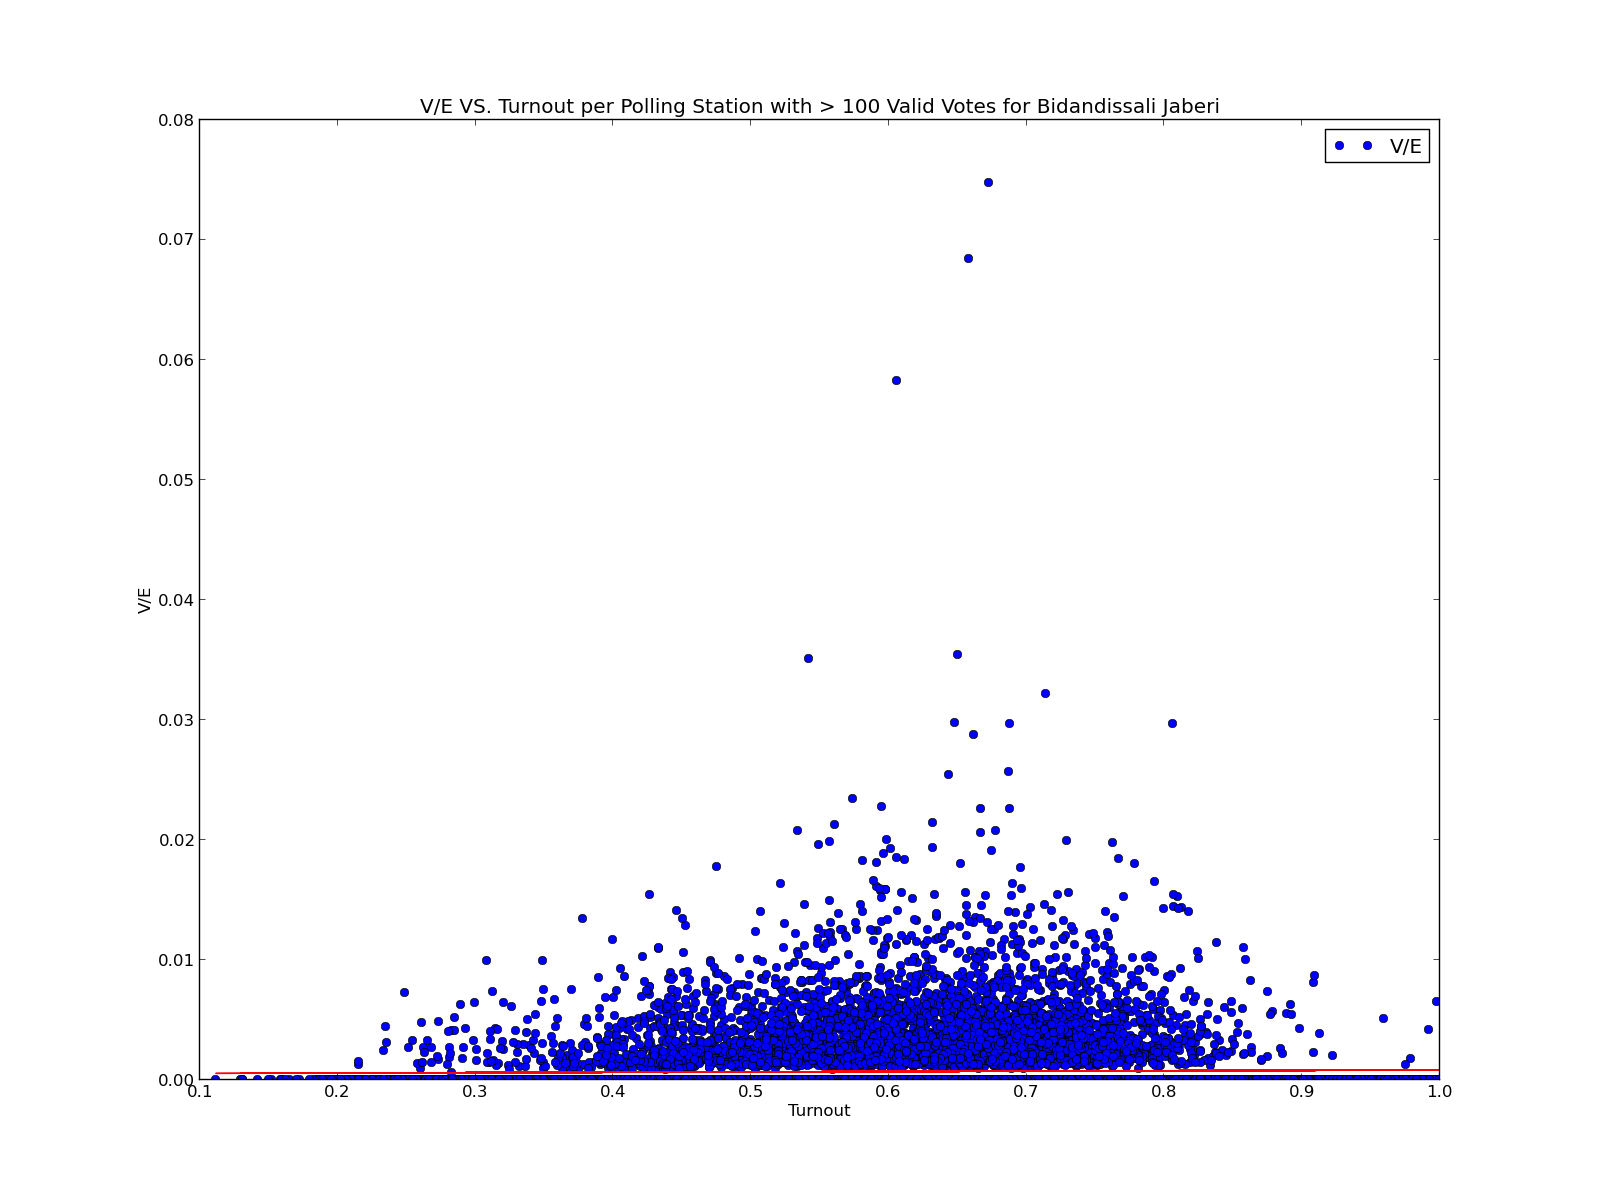 V/E VS. Turnout per Polling Station with > 100 Valid Votes for Bidandissali Jaberi
V/E
0.08
0.07
0.06
0.05
0.04
0.03
0.02
0.01
0.00
V/E
0.1 0.2 0.3 0.4 0.5 0.6 0.7 0.8 0.9 1.0
Turnout